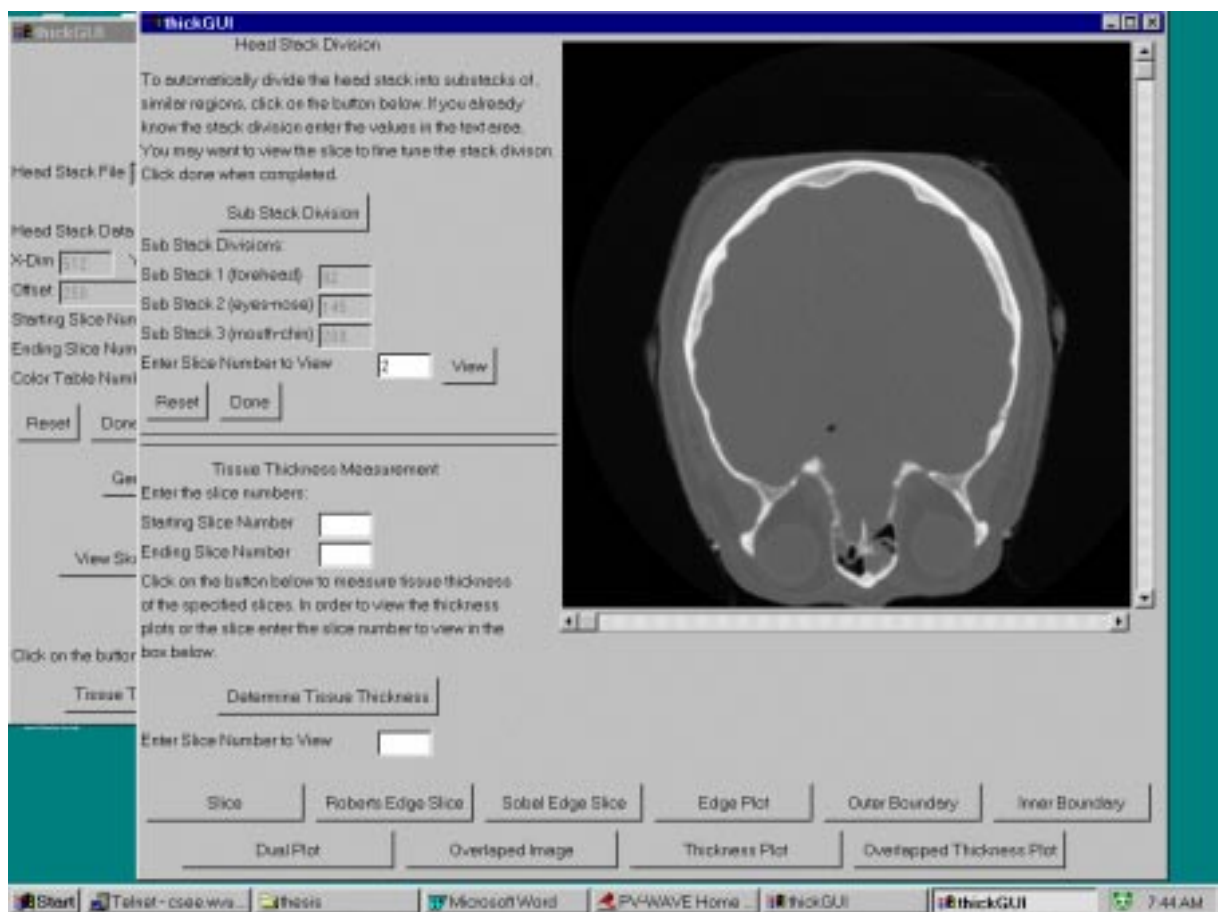 thickGUI
thickGUI
Head Stack Division
To automatically divide the head stack into substacks of
similar regions, click on the button below. If you already
know the stack division enter the values in the text area.
You may want to view the slice to fine tune the stack divison.
Click done when completed.
Sub Stack Division
Sub Stack Divisions:
Sub Stack 1 (forehead)
Sub Stack 2 (eyes-nose) 145
Sub Stack 3 (mouth-chin)
Enter Slice Number to View 2 View
Reset Done
Tissue Thickness Measurement
Enter the slice numbers:
Starting Slice Number
Ending Slice Number
Click on the button below to measure tissue thickness
of the specified slices. In order to view the thickness
plots or the slice enter the slice number to view in the
box below.
Determine Tissue Thickness
Enter Slice Number to View
Slice Roberts Edge Slice Sobel Edge Slice Edge Plot Outer Boundary Inner Boundary
Dual Plot Overlaped Image Thickness Plot Overlapped Thickness Plot
Head Stack File
Head Stack Data
X-Dim 512
Offset
Starting Slice Num
Ending Slice Num
Color Table Num
Reset Done
Ger
View Sk
Click on the button
Tissue T
Start Telnet - csee.wvu... thesis Microsoft Word PV-WAVE Home ... thickGUI thickGUI 7:44 AM